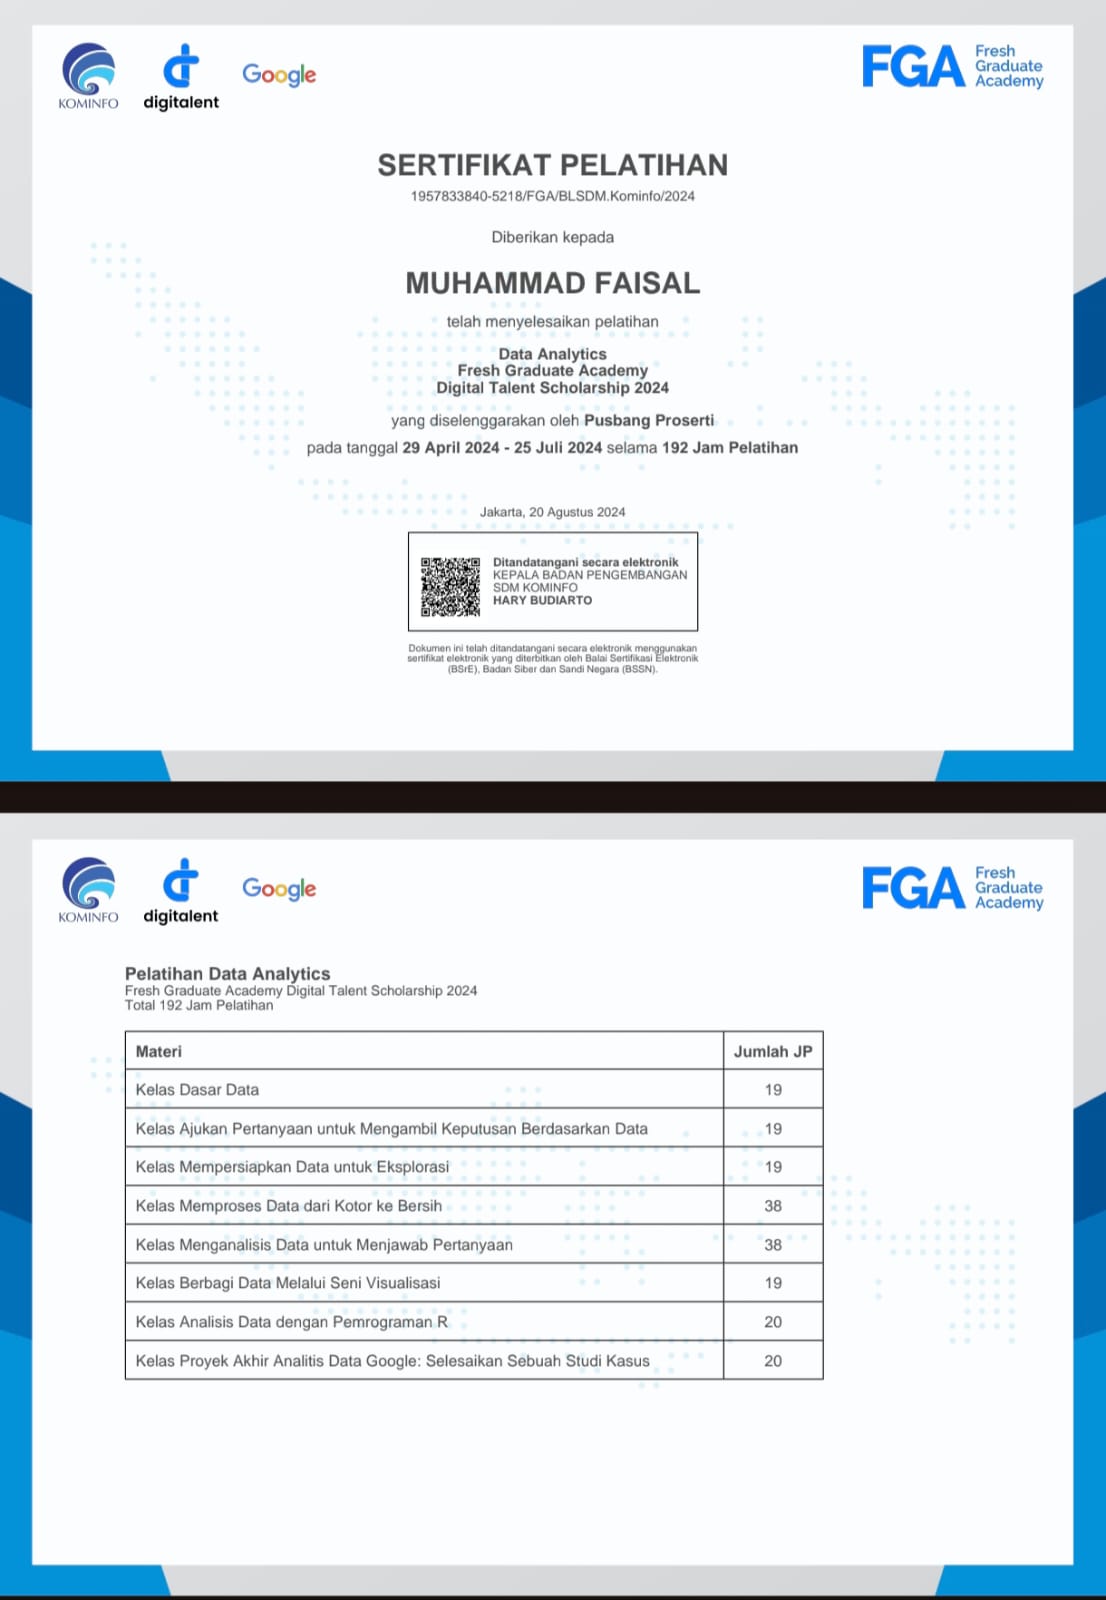 KOMINFO
digitalent
Google
FGA
Fresh
Graduate
Academy
SERTIFIKAT PELATIHAN
1957833840-5218/FGA/BLSDM.Kominfo/2024
Diberikan kepada
MUHAMMAD FAISAL
telah menyelesaikan pelatihan
Data Analytics
Fresh Graduate Academy
Digital Talent Scholarship 2024
yang diselenggarakan oleh Pusbang Proserti
pada tanggal 29 April 2024 - 25 Juli 2024 selama 192 Jam Pelatihan
Jakarta, 20 Agustus 2024
Ditandatangani secara elektronik
KEPALA BADAN PENGEMBANGAN
SDM KOMINFO
HARY BUDIARTO
Dokumen ini telah ditandatangani secara elektronik menggunakan
sertifikat elektronik yang diterbitkan oleh Balai Sertifikasi Elektronik
(BSrE), Badan Siber dan Sandi Negara (BSSN).
KOMINFO
digitalent
Google
FGA
Fresh
Graduate
Academy
Pelatihan Data Analytics
Fresh Graduate Academy Digital Talent Scholarship 2024
Total 192 Jam Pelatihan
Materi Jumlah JP
Kelas Dasar Data 19
Kelas Ajukan Pertanyaan untuk Mengambil Keputusan Berdasarkan Data 19
Kelas Mempersiapkan Data untuk Eksplorasi 19
Kelas Memproses Data dari Kotor ke Bersih 38
Kelas Menganalisis Data untuk Menjawab Pertanyaan 38
Kelas Berbagi Data Melalui Seni Visualisasi 19
Kelas Analisis Data dengan Pemrograman R 20
Kelas Proyek Akhir Analitis Data Google: Selesaikan Sebuah Studi Kasus 20